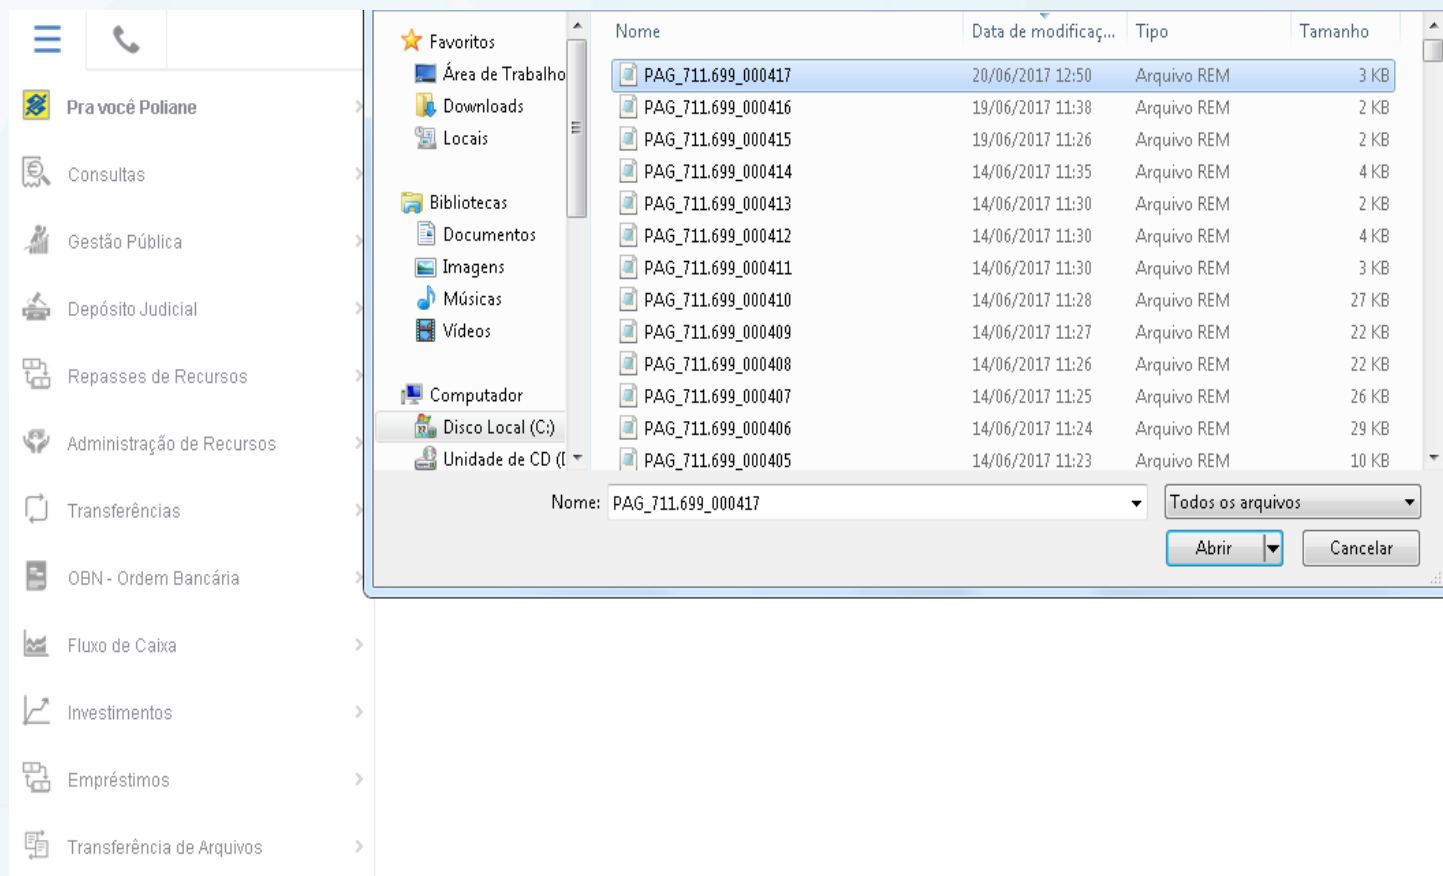 Pra você Poliane
Consultas
Gestão Pública
Depósito Judicial
Repasses de Recursos
Administração de Recursos
Transferências
OBN - Ordem Bancária
Fluxo de Caixa
Investimentos
Empréstimos
Transferência de Arquivos
Favoritos
Área de Trabalho
Downloads
Locais
Bibliotecas
Documentos
Imagens
Músicas
Vídeos
Computador
Disco Local (C:)
Unidade de CD (
Nome Data de modificaç... Tipo Tamanho
PAG_711.699_000417 20/06/2017 12:50 Arquivo REM 3 KB
PAG_711.699_000416 19/06/2017 11:38 Arquivo REM 2 KB
PAG_711.699_000415 19/06/2017 11:26 Arquivo REM 2 KB
PAG_711.699_000414 14/06/2017 11:35 Arquivo REM 4 KB
PAG_711.699_000413 14/06/2017 11:30 Arquivo REM 2 KB
PAG_711.699_000412 14/06/2017 11:30 Arquivo REM 4 KB
PAG_711.699_000411 14/06/2017 11:30 Arquivo REM 3 KB
PAG_711.699_000410 14/06/2017 11:28 Arquivo REM 27 KB
PAG_711.699_000409 14/06/2017 11:27 Arquivo REM 22 KB
PAG_711.699_000408 14/06/2017 11:26 Arquivo REM 22 KB
PAG_711.699_000407 14/06/2017 11:25 Arquivo REM 26 KB
PAG_711.699_000406 14/06/2017 11:24 Arquivo REM 29 KB
PAG_711.699_000405 14/06/2017 11:23 Arquivo REM 10 KB
Nome: PAG_711.699_000417 Todos os arquivos
Abrir Cancelar